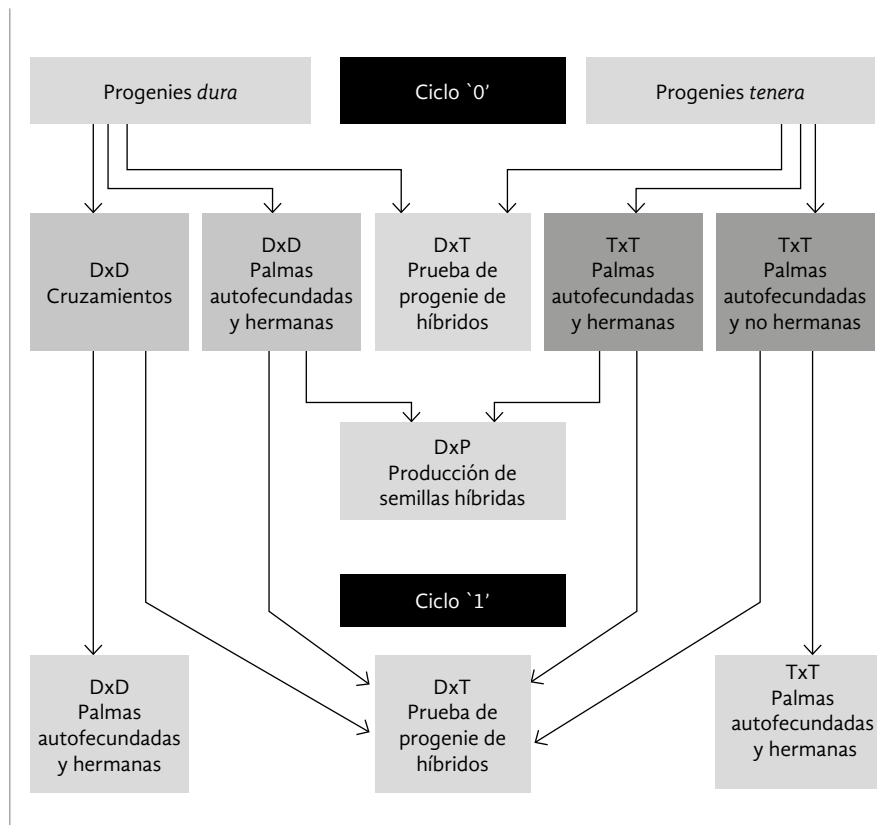 Progenies dura
Ciclo `0'
Progenies tenera
DxD
Cruzamientos
DxD
Palmas
autofecundadas
y hermanas
DxT
Prueba de
progenie de
híbridos
TxT
Palmas
autofecundadas
y hermanas
TxT
Palmas
autofecundadas
y no hermanas
DxP
Producción de
semillas híbridas
Ciclo `1'
DxD
Palmas
autofecundadas
y hermanas
DxT
Prueba de
progenie de
híbridos
TxT
Palmas
autofecundadas
y hermanas